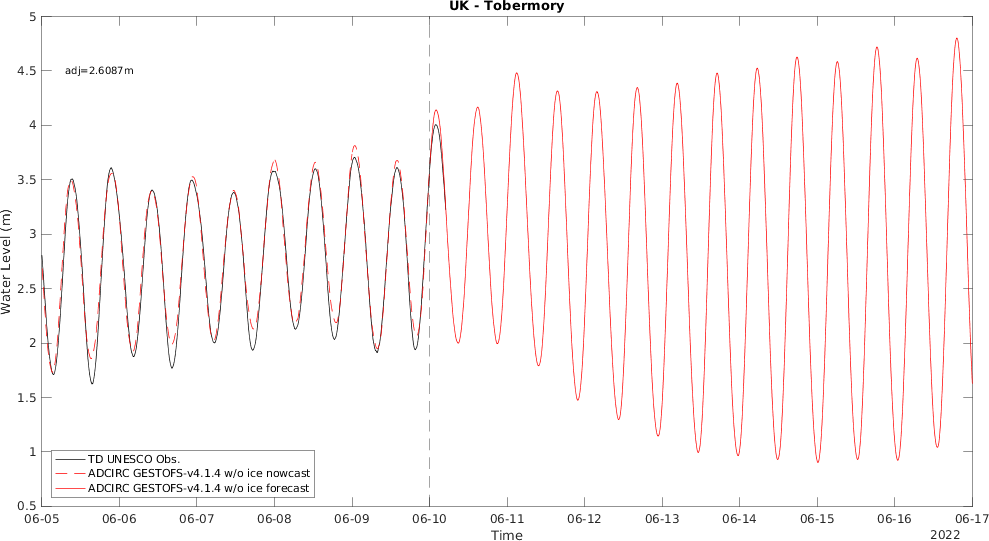 UK - Tobermory
adj=2.6087m
Water Level (m)
5
4.5
4
3.5
3
2.5
2
1.5
1
0.5
TD UNESCO Obs.
ADCIRC GESTOFS-v4.1.4 w/o ice nowcast
ADCIRC GESTOFS-v4.1.4 w/o ice forecast
06-05 06-06 06-07 06-08 06-09 06-10 06-11 06-12 06-13 06-14 06-15 06-16 06-17
Time
2022